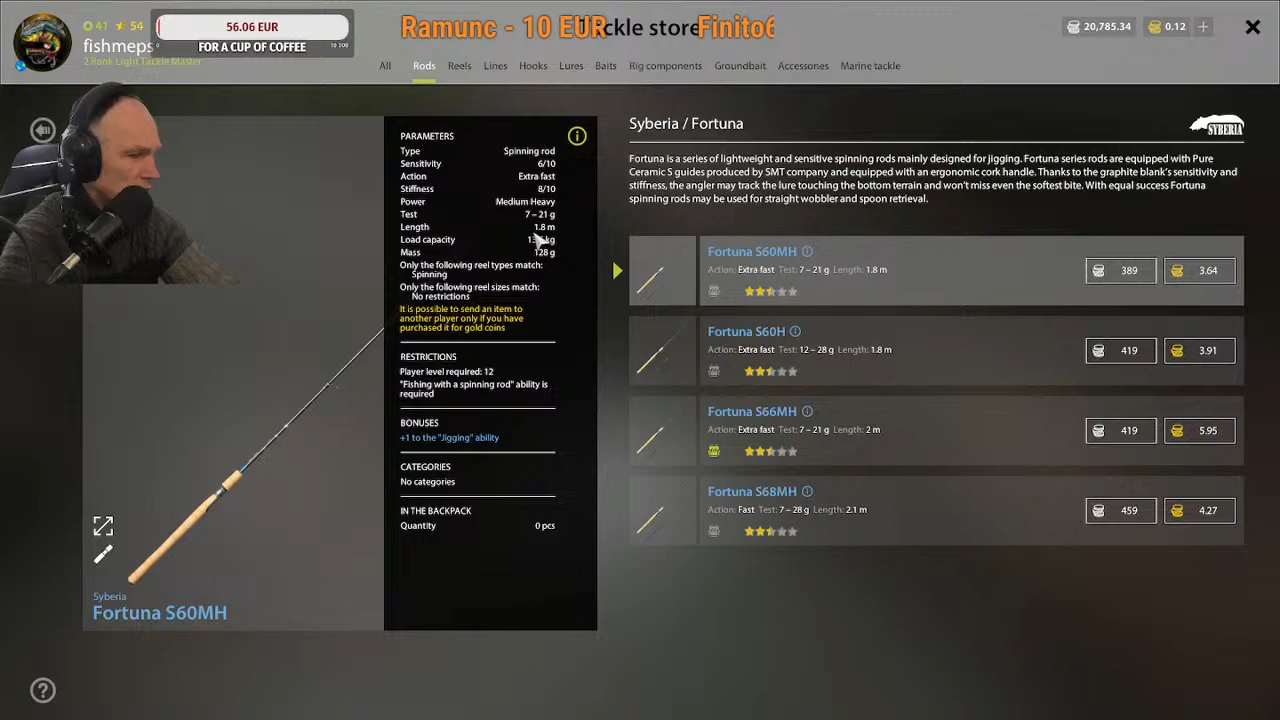 41 54
fishmeps
2 Rank Light Tackle Master
56.06 EUR
FOR A CUP OF COFFEE
Ramunc - 10 EUR
ckle store
Finito6
20,785.34
0.12
All Rods Reels Lines Hooks Lures Baits Rig components Groundbait Accessories Marine tackle
PARAMETERS
Type Spinning rod
Sensitivity 6/10
Action Extra fast
Stiffness 8/10
Power Medium Heavy
Test 7 – 21 g
Length 1.8 m
Load capacity kg
Mass 128 g
Only the following reel types match:
Spinning
Only the following reel sizes match:
No restrictions
It is possible to send an item to
another player only if you have
purchased it for gold coins
RESTRICTIONS
Player level required: 12
"Fishing with a spinning rod" ability is
required
BONUSES
+1 to the "Jigging" ability
CATEGORIES
No categories
IN THE BACKPACK
Quantity 0 pcs
Syberia
Fortuna S60MH
Syberia / Fortuna
SYBERIA
Fortuna is a series of lightweight and sensitive spinning rods mainly designed for jigging. Fortuna series rods are equipped with Pure
Ceramic S guides produced by SMT company and equipped with an ergonomic cork handle. Thanks to the graphite blank's sensitivity and
stiffness, the angler may track the lure touching the bottom terrain and won't miss even the softest bite. With equal success Fortuna
spinning rods may be used for straight wobbler and spoon retrieval.
Fortuna S60MH
Action: Extra fast Test: 7 – 21 g Length: 1.8 m
389 3.64
Fortuna S60H
Action: Extra fast Test: 12 – 28 g Length: 1.8 m
419 3.91
Fortuna S66MH
Action: Extra fast Test: 7 – 21 g Length: 2 m
419 5.95
Fortuna S68MH
Action: Fast Test: 7 – 28 g Length: 2.1 m
459 4.27